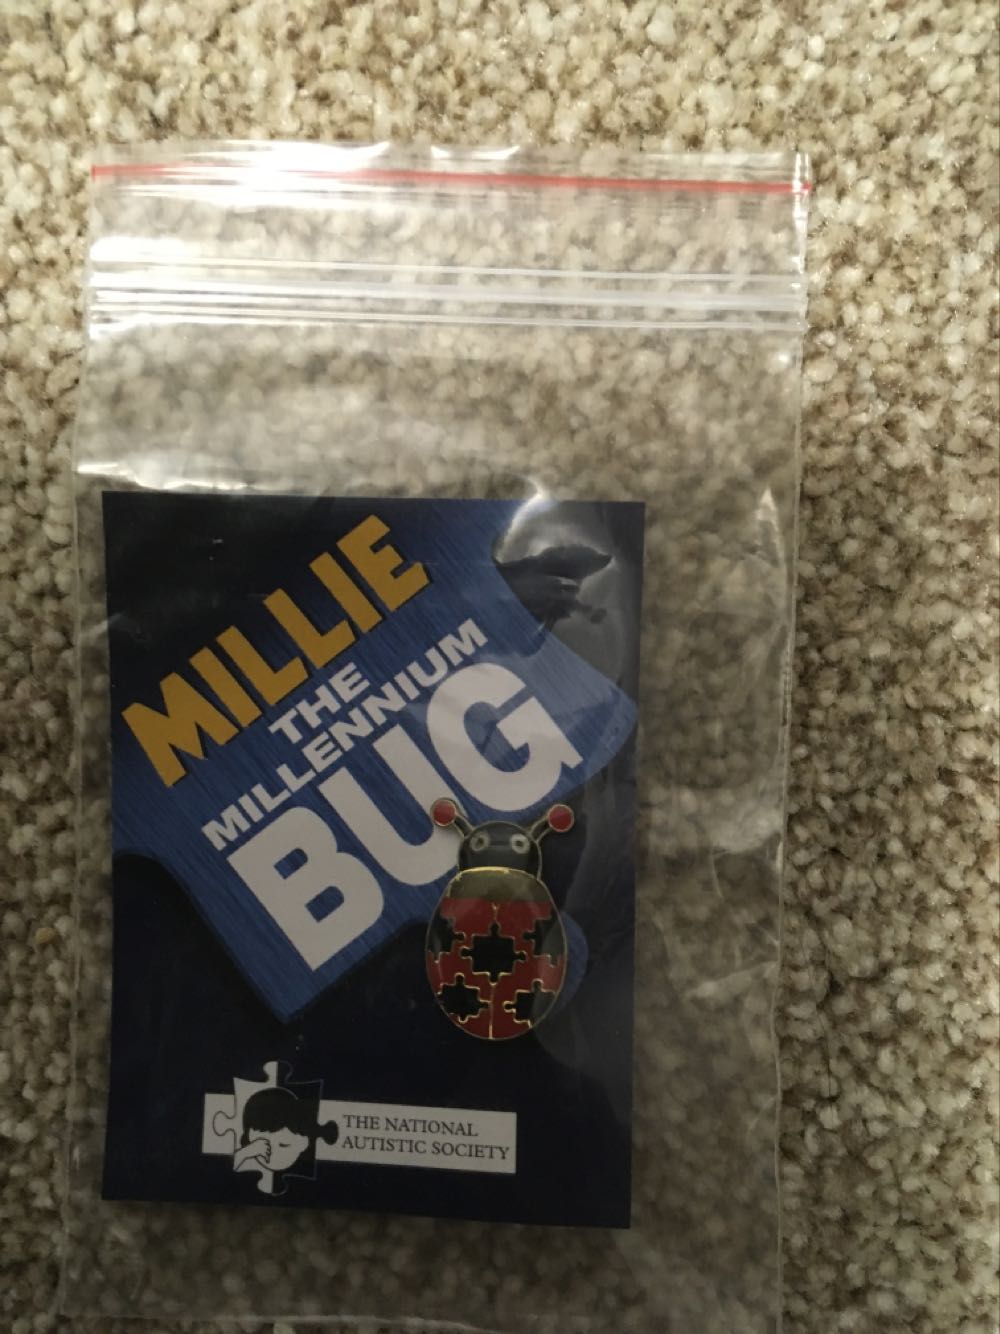 MILLIE
THE
MILLENNIUM
BUG
THE NATIONAL
AUTISTIC SOCIETY